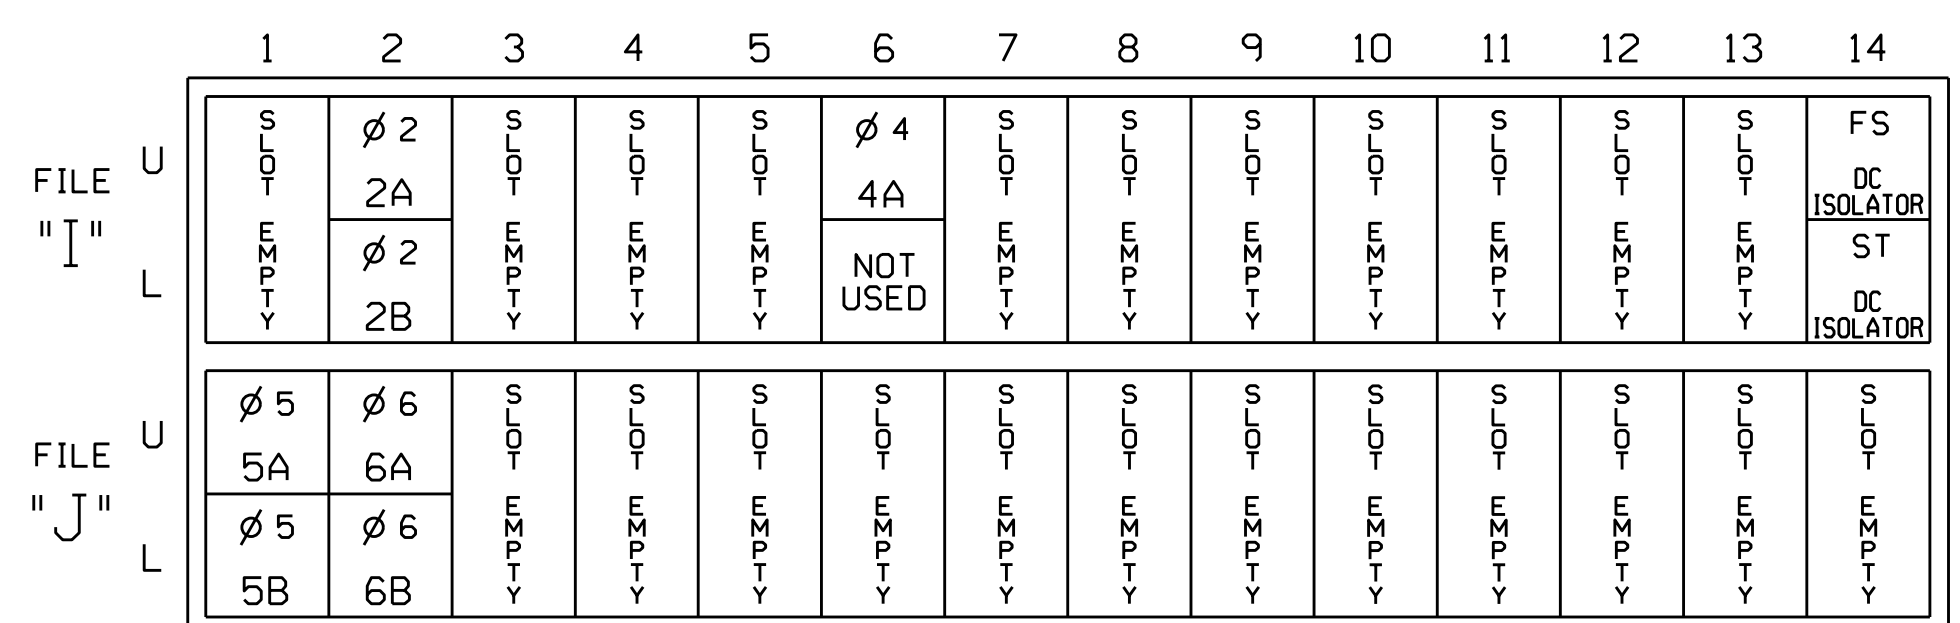 1 2 3 4 5 6 7 8 9 10 11 12 13 14
FILE "I"
U
L
SLOT EMPTY
Ø 2
2A
Ø 2
2B
SLOT EMPTY
SLOT EMPTY
SLOT EMPTY
Ø 4
4A
NOT
USED
SLOT EMPTY
SLOT EMPTY
SLOT EMPTY
SLOT EMPTY
SLOT EMPTY
SLOT EMPTY
SLOT EMPTY
FS
DC
ISOLATOR
ST
DC
ISOLATOR
FILE "J"
U
L
Ø 5
5A
Ø 5
5B
Ø 6
6A
Ø 6
6B
SLOT EMPTY
SLOT EMPTY
SLOT EMPTY
SLOT EMPTY
SLOT EMPTY
SLOT EMPTY
SLOT EMPTY
SLOT EMPTY
SLOT EMPTY
SLOT EMPTY
SLOT EMPTY
SLOT EMPTY